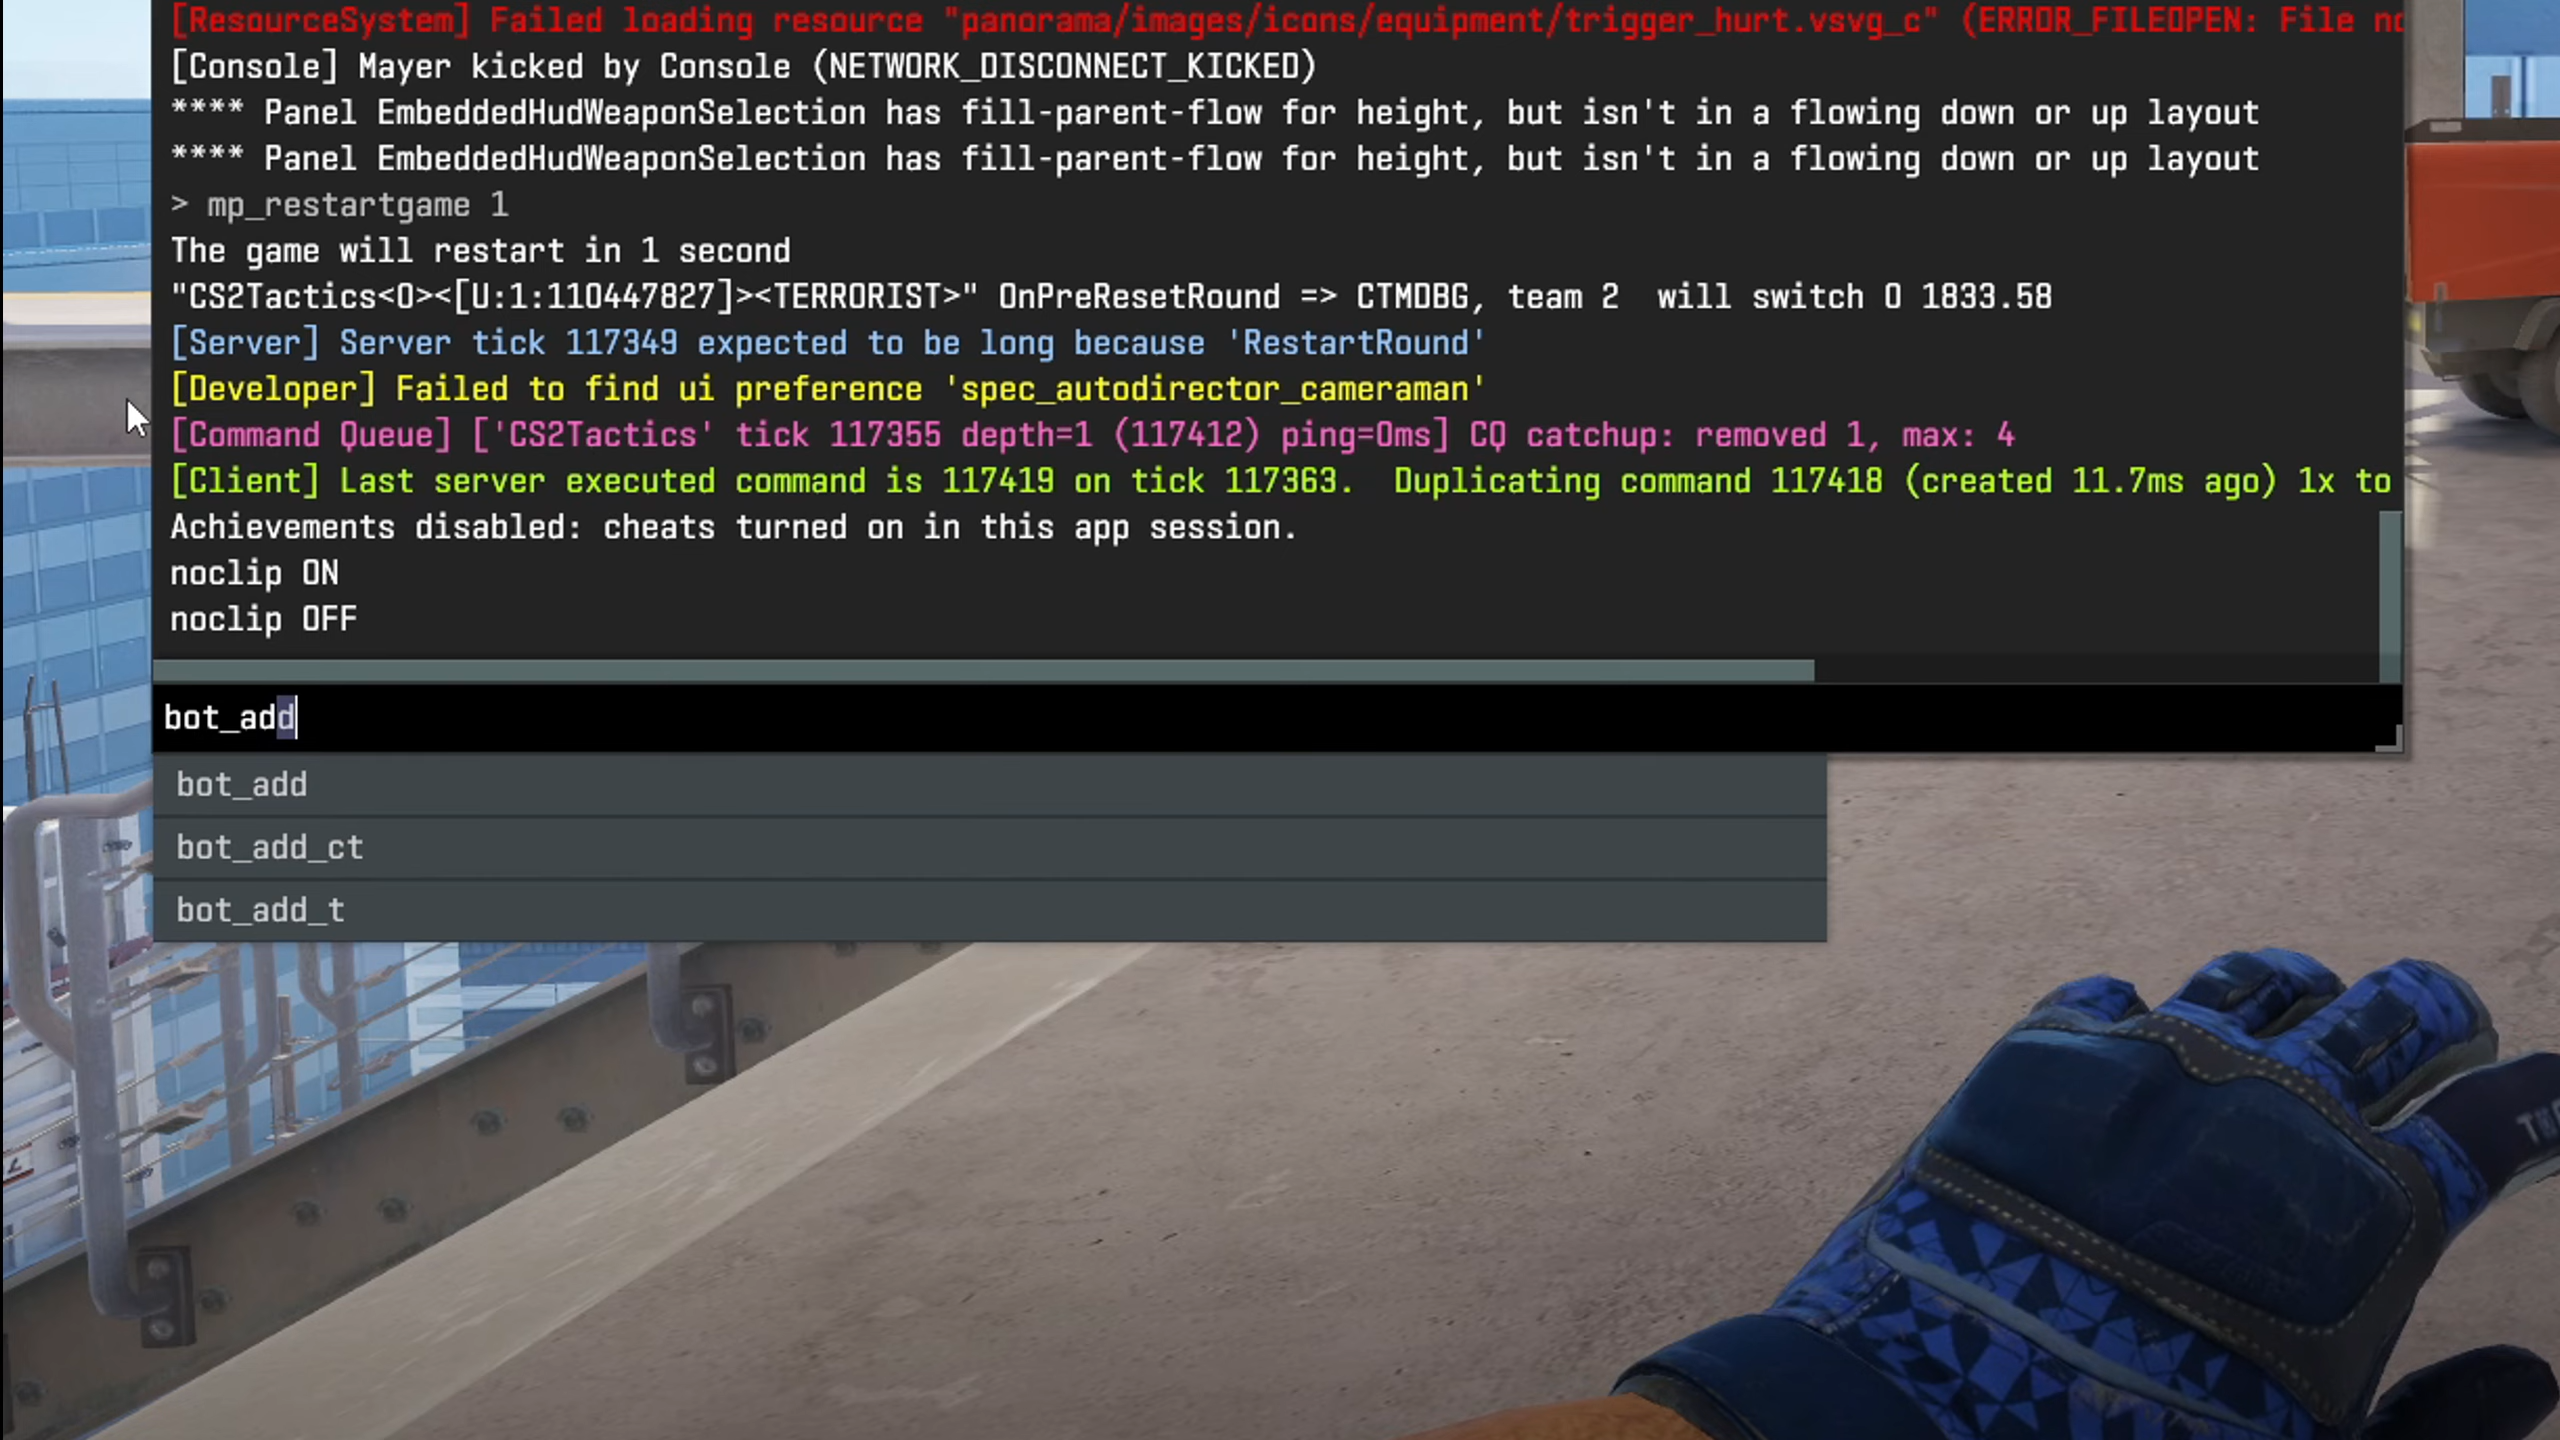 [ResourceSystem] Failed loading resource "panorama/images/icons/equipment/trigger_hurt.vsvg_c" (ERROR_FILEOPEN: File
[Console] Mayer kicked by Console (NETWORK_DISCONNECT_KICKED)
**** Panel EmbeddedHudWeaponSelection has fill-parent-flow for height, but isn't in a flowing down or up layout
**** Panel EmbeddedHudWeaponSelection has fill-parent-flow for height, but isn't in a flowing down or up layout
> mp_restartgame 1
The game will restart in 1 second
"CS2Tactics<0><[U:1:110447827]><TERRORIST>" OnPreResetRound => CTMDBG, team 2  will switch 0 1833.58
[Server] Server tick 117349 expected to be long because 'RestartRound'
[Developer] Failed to find ui preference 'spec_autodirector_cameraman'
[Command Queue] ['CS2Tactics' tick 117355 depth=1 (117412) ping=0ms] CQ catchup: removed 1, max: 4
[Client] Last server executed command is 117419 on tick 117363.  Duplicating command 117418 (created 11.7ms ago) 1x to
Achievements disabled: cheats turned on in this app session.
noclip ON
noclip OFF
bot_add
bot_add
bot_add_ct
bot_add_t